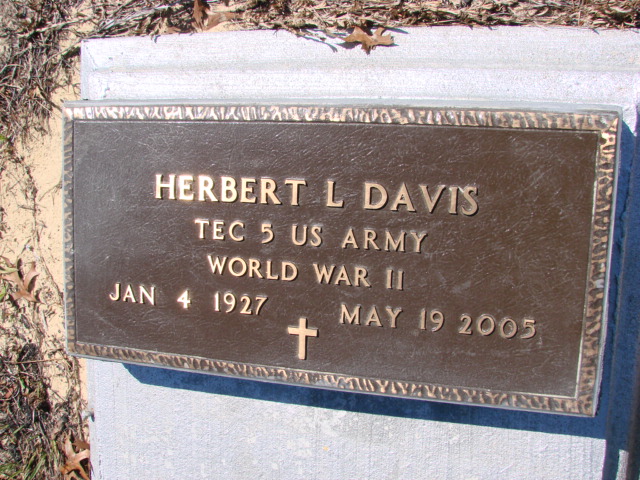 HERBERT L DAVIS
TEC 5 US ARMY
WORLD WAR II
JAN 4 1927 MAY 19 2005